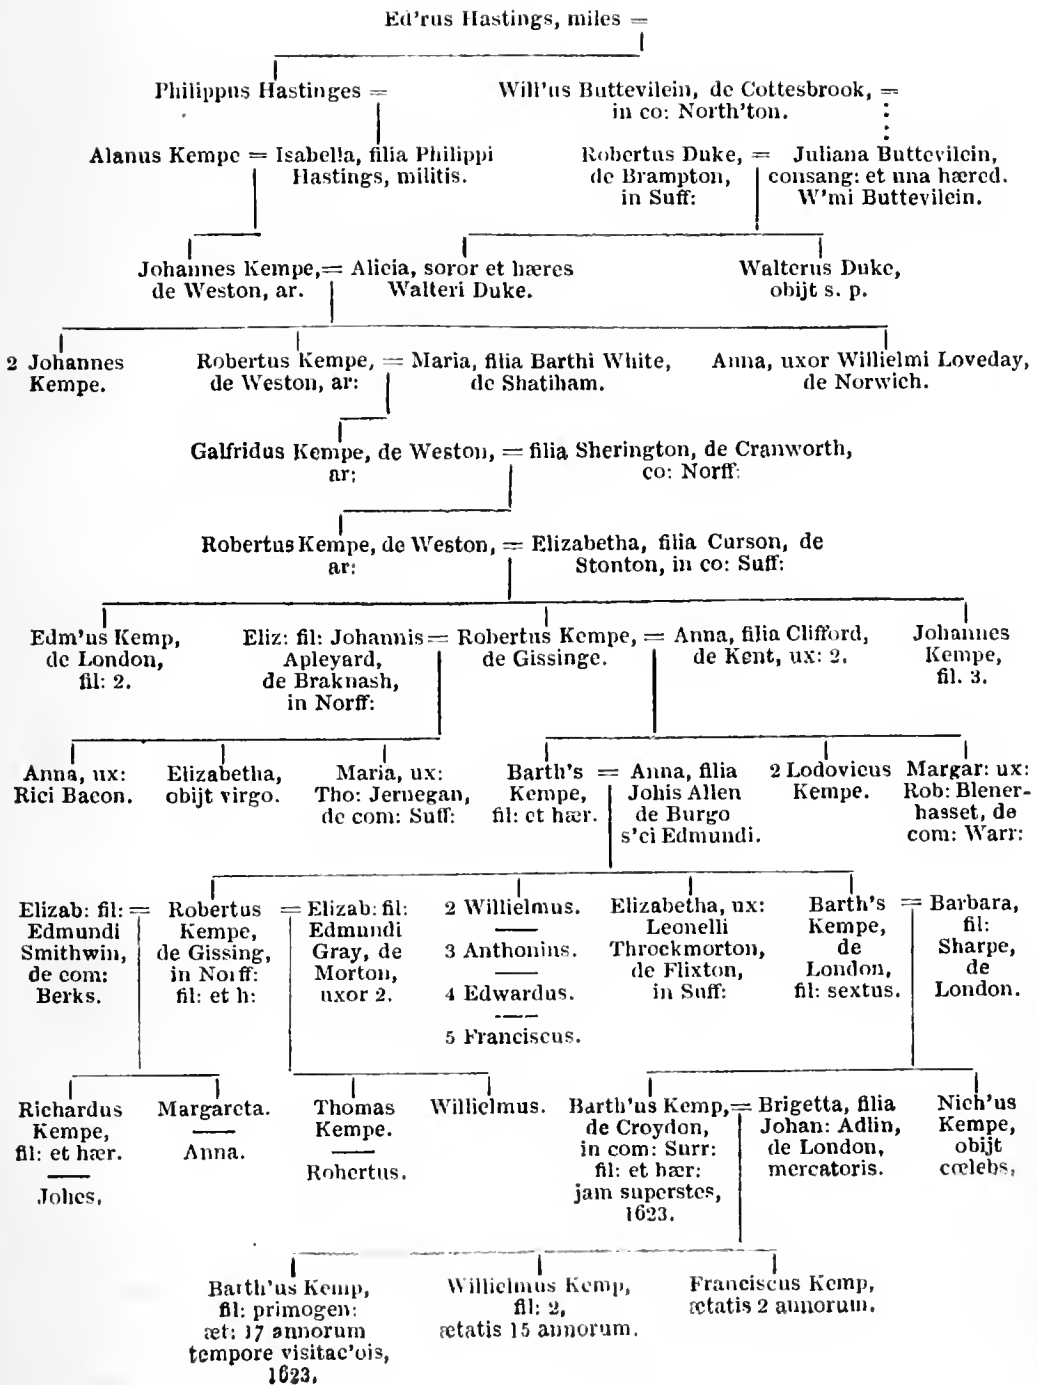 Ed'rus Hastings, miles =
Philippus Hastinges =
Will'us Buttevilein, de Cottesbrook, =
in co: North'ton.
Alanus Kempe = Isabella, filia Philippi
Hastings, militis.
Robertus Duke, =
de Brampton,
in Suff:
Juliana Buttevilein,
consang: et una hæred.
W'mi Buttevilein.
Johannes Kempe, =
de Weston, ar.
Alicia, soror et hæres
Walteri Duke.
Walterus Duke,
obijt s. p.
2 Johannes
Kempe.
Robertus Kempe, =
de Weston, ar:
Maria, filia Barthi White,
de Shatiham.
Anna, uxor Willielmi Loveday,
de Norwich.
Galfridus Kempe, de Weston, =
ar:
filia Sherington, de Cranworth,
co: Norff:
Robertus Kempe, de Weston, =
ar:
Elizabetha, filia Curson, de
Stonton, in co: Suff:
Edm'us Kemp,
de London,
fil: 2.
Eliz: fil: Johannis =
Apleyard,
de Braknash,
in Norff:
Robertus Kempe, =
de Gissinge.
Anna, filia Clifford,
de Kent, ux: 2.
Johannes
Kempe,
fil. 3.
Anna, ux:
Rici Bacon.
Elizabetha,
obijt virgo.
Maria, ux:
Tho: Jernegan,
de com: Suff:
Barth's =
Kempe,
fil: et hær.
Anna, filia
Johis Allen
de Burgo
s'ci Edmundi.
2 Lodovicus
Kempe.
Margar: ux:
Rob: Blener-
hasset, de
com: Warr:
Elizab: fil: =
Edmundi
Smithwin,
de com:
Berks.
Robertus =
Kempe,
de Gissing,
in Norff:
fil: et h:
Elizab: fil:
Edmundi
Gray, de
Morton,
uxor 2.
2 Willielmus.
3 Anthonius.
4 Edwardus.
5 Franciscus.
Elizabetha, ux:
Leonelli
Throckmorton,
de Flixton,
in Suff:
Barth's =
Kempe,
de
London,
fil: sextus.
Barbara,
fil:
Sharpe,
de
London.
Richardus
Kempe,
fil: et hær.
Johes.
Margareta.
Anna.
Thomas
Kempe.
Robertus.
Willielmus.
Barth'us Kemp, =
de Croydon,
in com: Surr:
fil: et hær:
jam superstes,
1623.
Brigetta, filia
Johan: Adlin,
de London,
mercatoris.
Nich'us
Kempe,
obijt
cœlebs.
Barth'us Kemp,
fil: primogen:
æt: 17 annorum
tempore visitac'ois,
1623.
Willielmus Kemp,
fil: 2,
ætatis 15 annorum.
Franciscus Kemp,
ætatis 2 annorum.